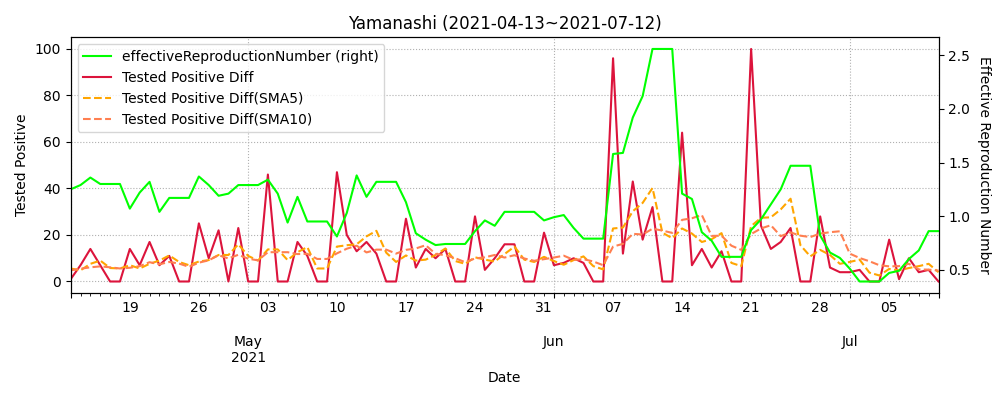 Yamanashi (2021-04-13~2021-07-12)
effectiveReproductionNumber (right)
Tested Positive Diff
Tested Positive Diff(SMA5)
Tested Positive Diff(SMA10)
Tested Positive
100
80
60
40
20
0
2.5
2.0
1.5
1.0
0.5
Effective Reproduction Number
19 26 03 10 17 24 31 07 14 21 28 05
May Jun Jul
2021
Date